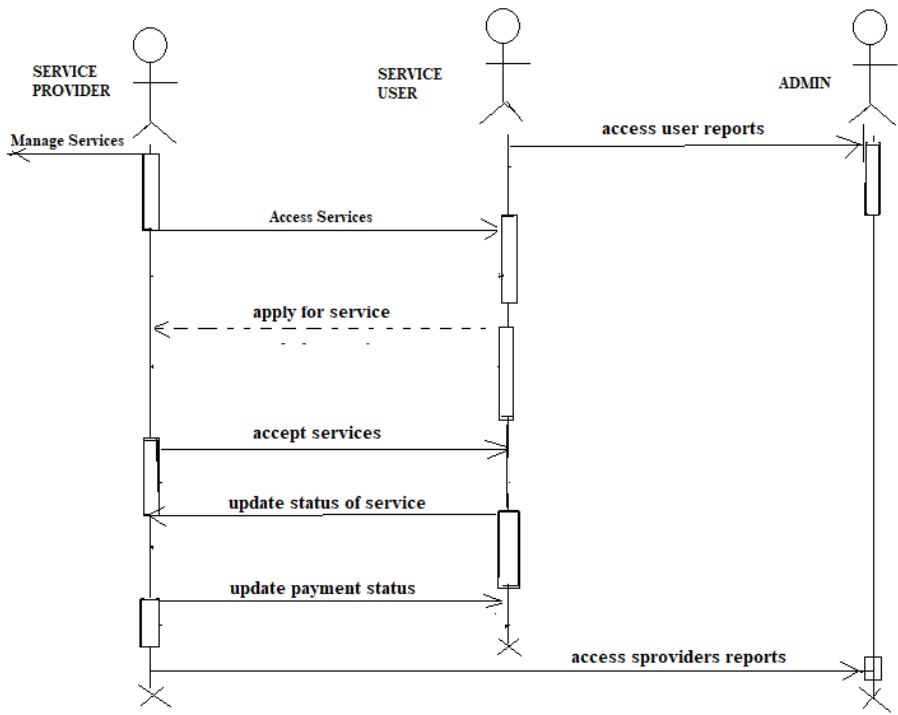 SERVICE
PROVIDER
SERVICE
USER
ADMIN
access user reports
Manage Services
Access Services
apply for service
accept services
update status of service
update payment status
access sproviders reports